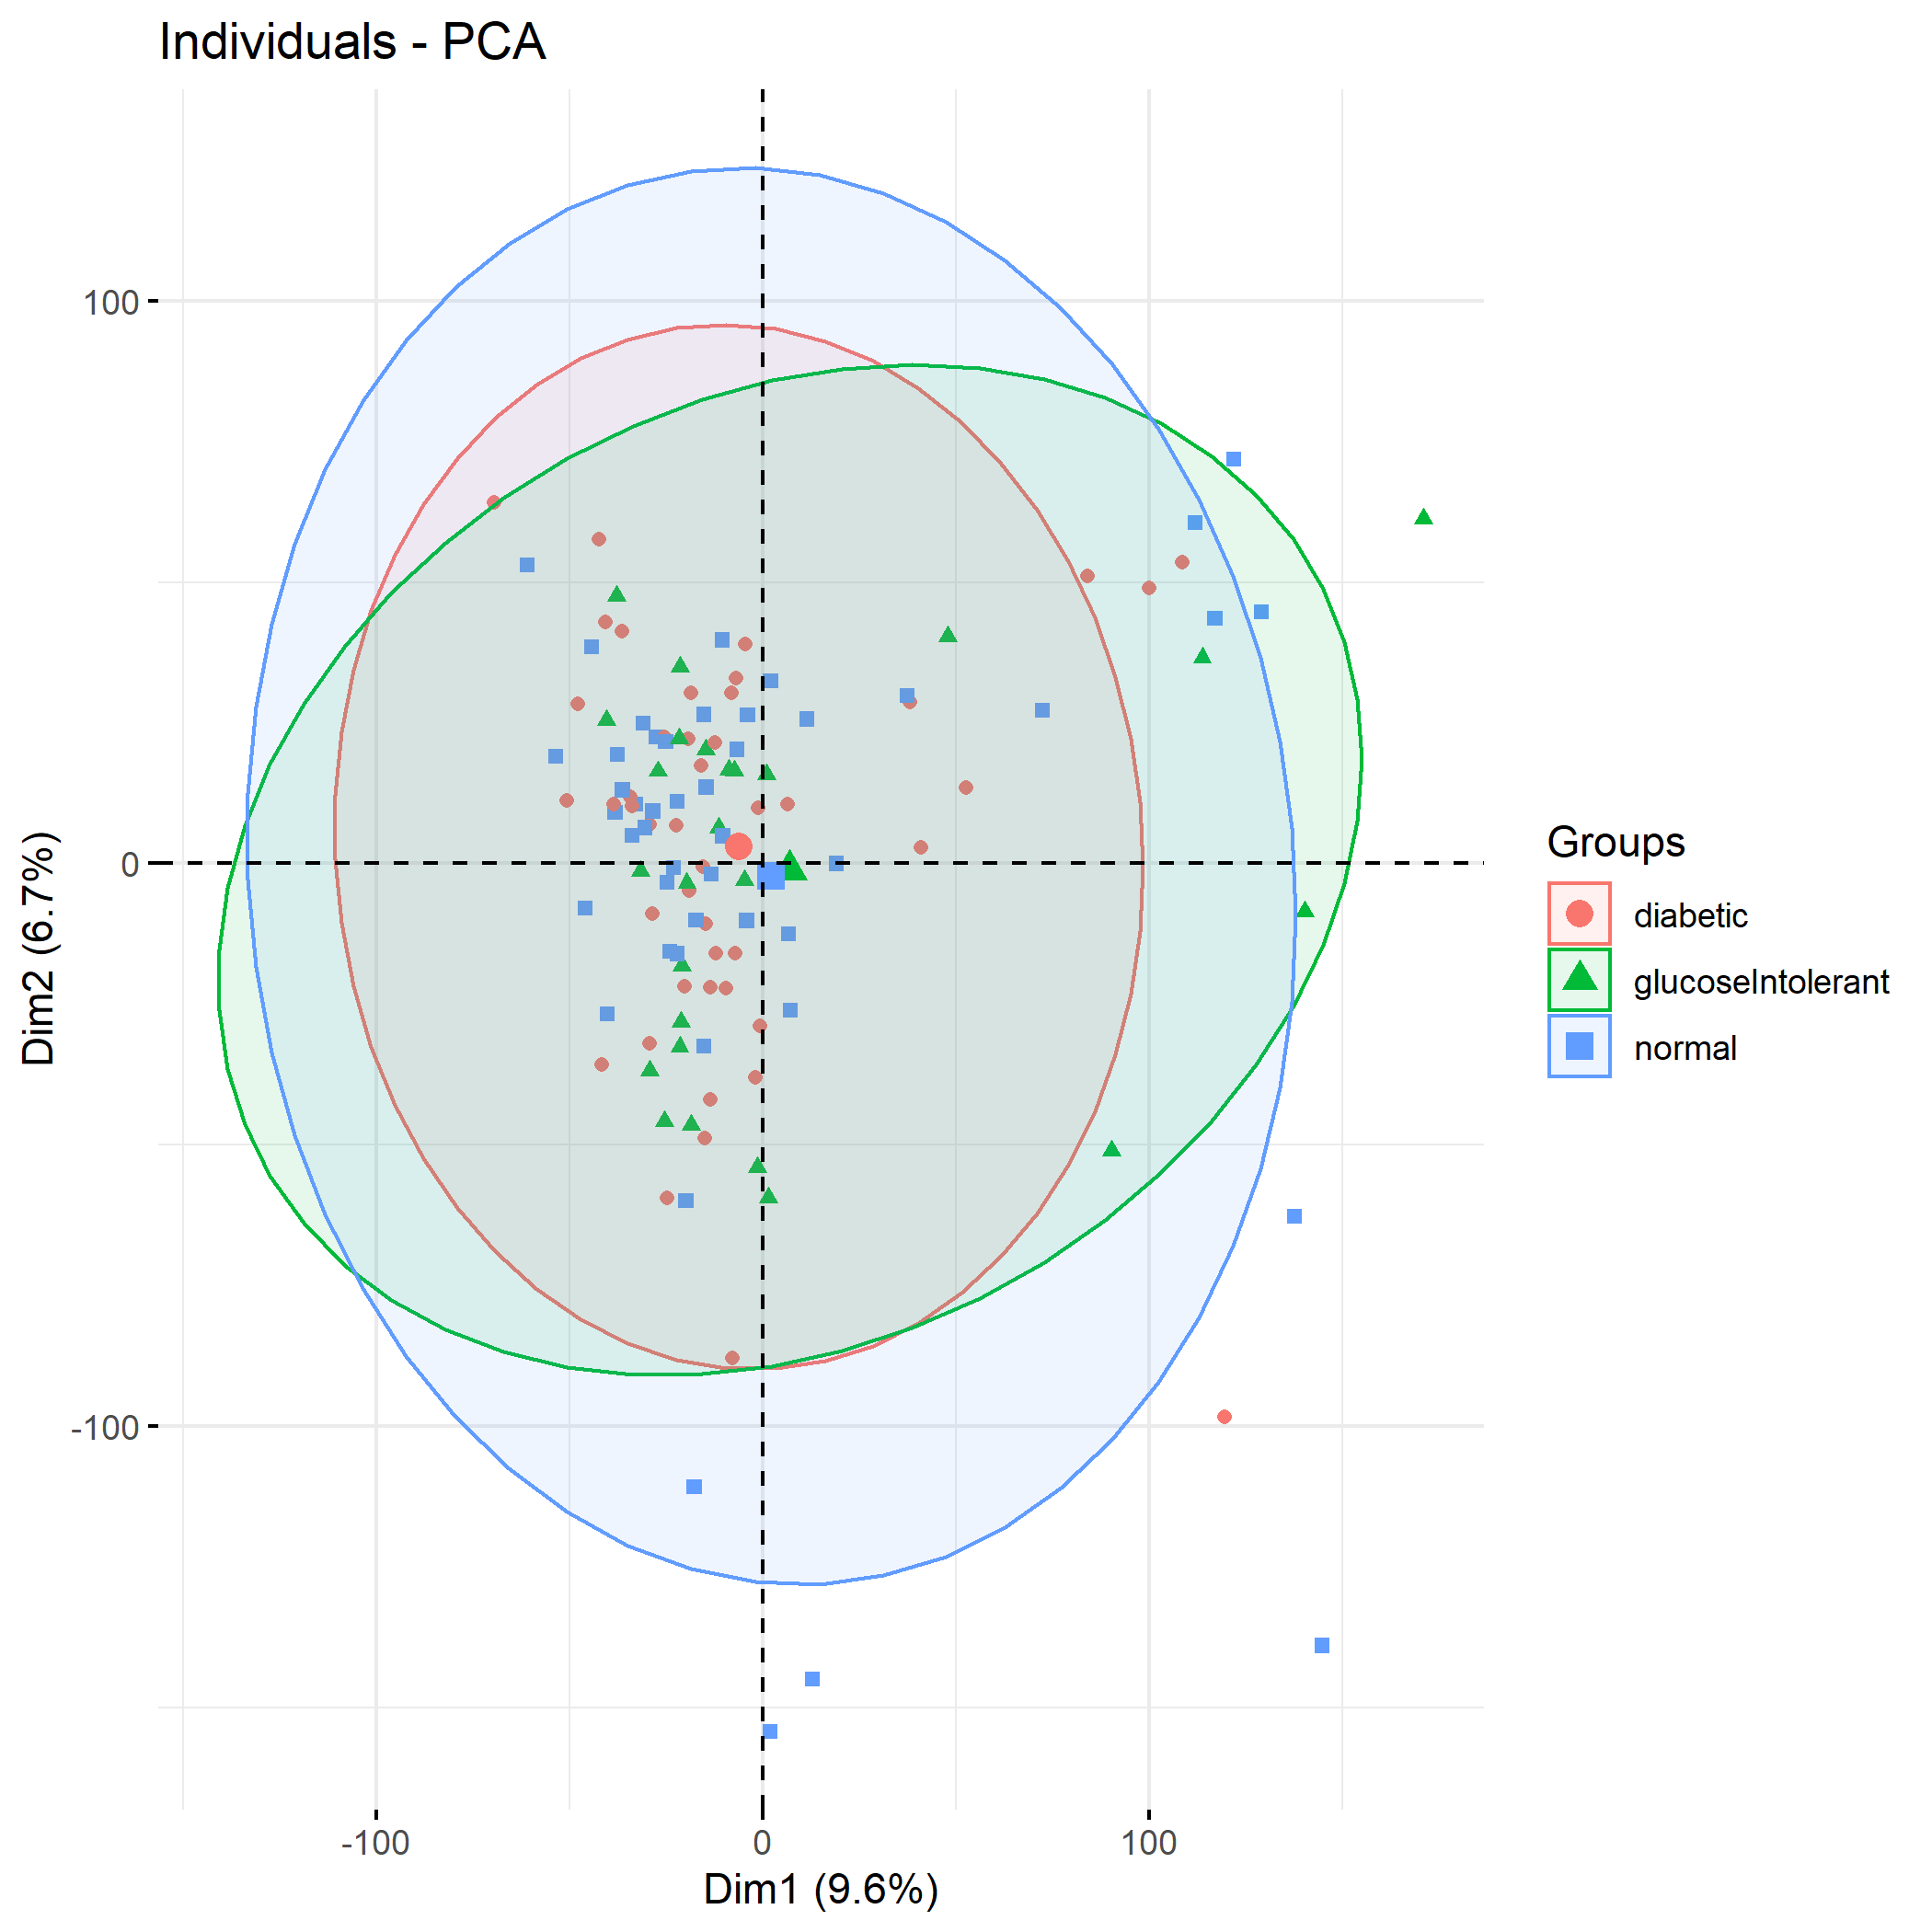 Individuals - PCA
100
0
-100
Dim2 (6.7%)
-100
0
100
Dim1 (9.6%)
Groups
diabetic
glucoseIntolerant
normal